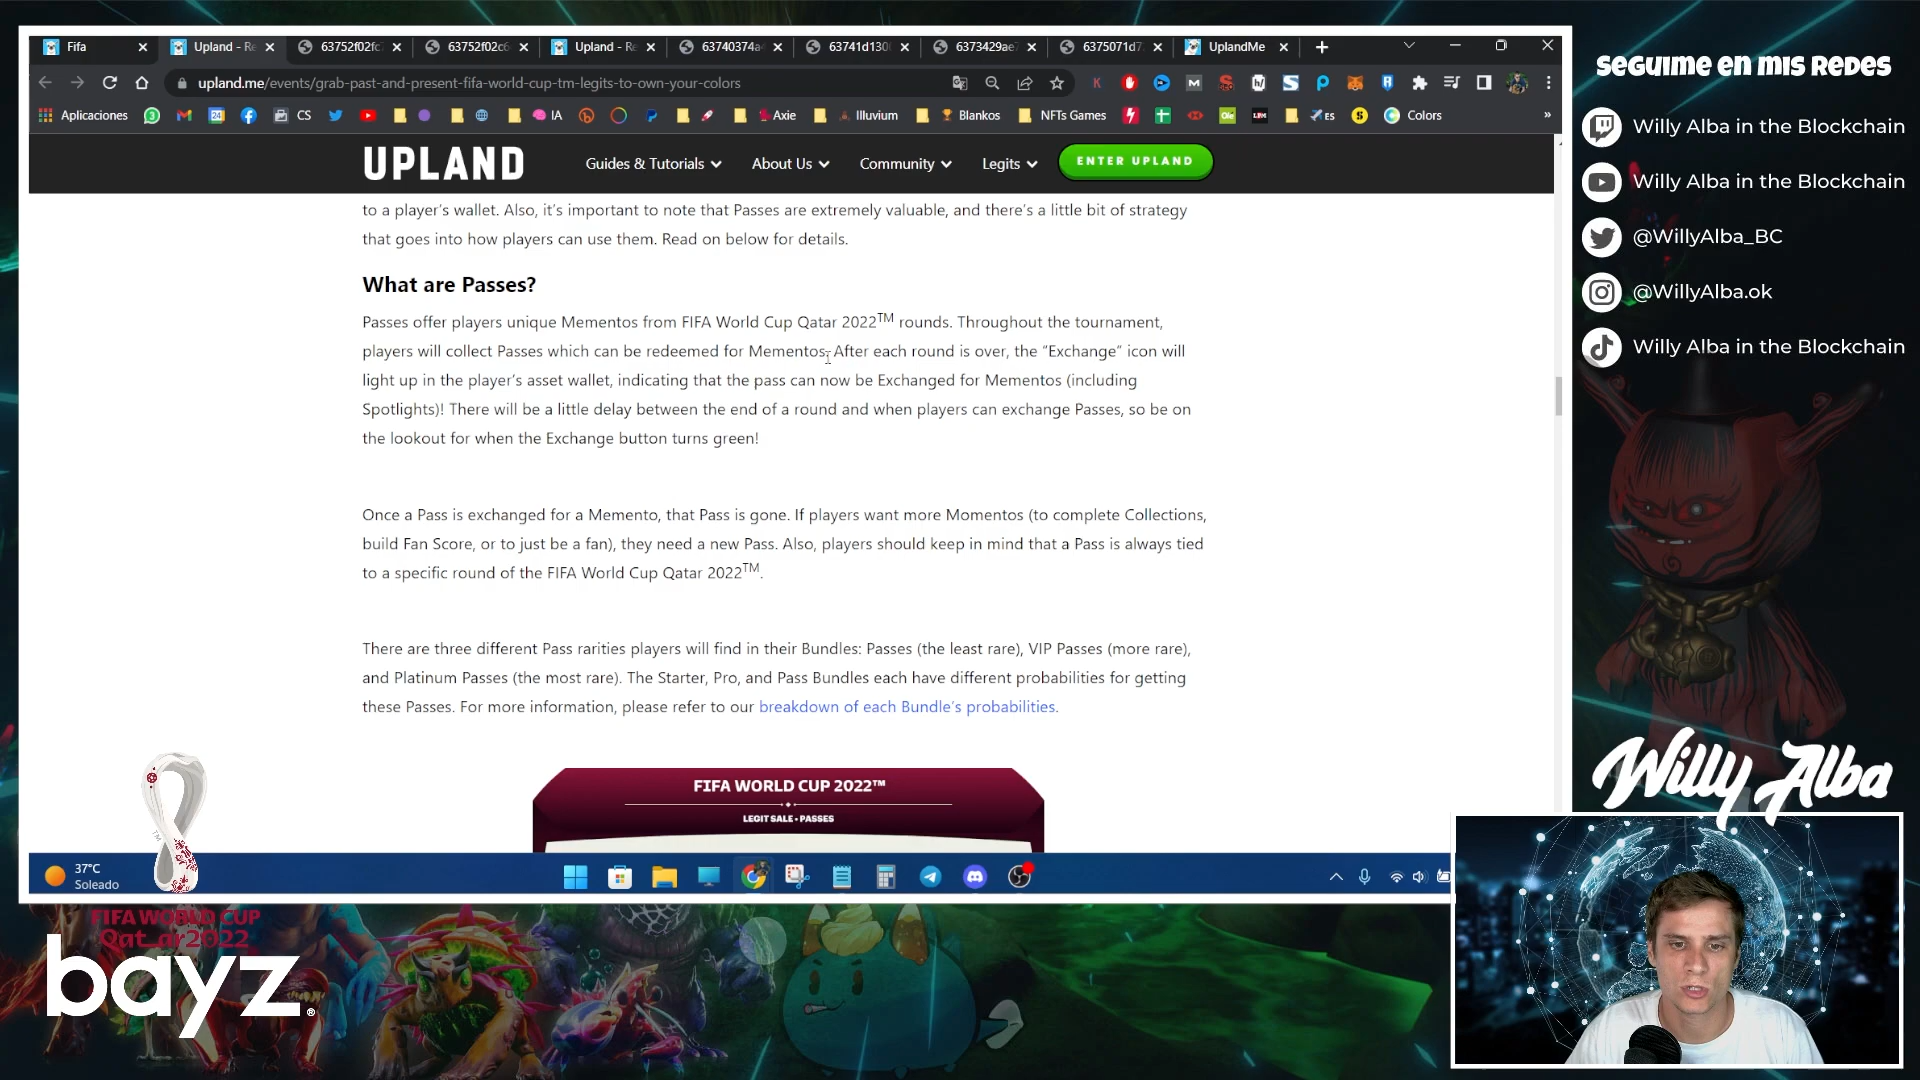 Fifa
Upland - Re
63752f02fc
63752f02c6
Upland - Re
63740374a
63741d130
6373429ae
6375071d7
UplandMe
upland.me/events/grab-past-and-present-fifa-world-cup-tm-legits-to-own-your-colors
Aplicaciones
CS
IA
Axie
Illuvium
Blankos
NFTs Games
Es
Colors
UPLAND
Guides & Tutorials
About Us
Community
Legits
ENTER UPLAND
to a player's wallet. Also, it's important to note that Passes are extremely valuable, and there's a little bit of strategy
that goes into how players can use them. Read on below for details.
What are Passes?
Passes offer players unique Mementos from FIFA World Cup Qatar 2022TM rounds. Throughout the tournament,
players will collect Passes which can be redeemed for Mementos. After each round is over, the "Exchange" icon will
light up in the player's asset wallet, indicating that the pass can now be Exchanged for Mementos (including
Spotlights)! There will be a little delay between the end of a round and when players can exchange Passes, so be on
the lookout for when the Exchange button turns green!
Once a Pass is exchanged for a Memento, that Pass is gone. If players want more Momentos (to complete Collections,
build Fan Score, or to just be a fan), they need a new Pass. Also, players should keep in mind that a Pass is always tied
to a specific round of the FIFA World Cup Qatar 2022TM.
There are three different Pass rarities players will find in their Bundles: Passes (the least rare), VIP Passes (more rare),
and Platinum Passes (the most rare). The Starter, Pro, and Pass Bundles each have different probabilities for getting
these Passes. For more information, please refer to our breakdown of each Bundle's probabilities.
FIFA WORLD CUP 2022™
LEGIT SALE • PASSES
37°C
Soleado
FIFA WORLD CUP
Qat_ar2022
bayz®
Seguime en mis redes
Willy Alba in the Blockchain
Willy Alba in the Blockchain
@WillyAlba_BC
@WillyAlba.ok
Willy Alba in the Blockchain
Willy Alba